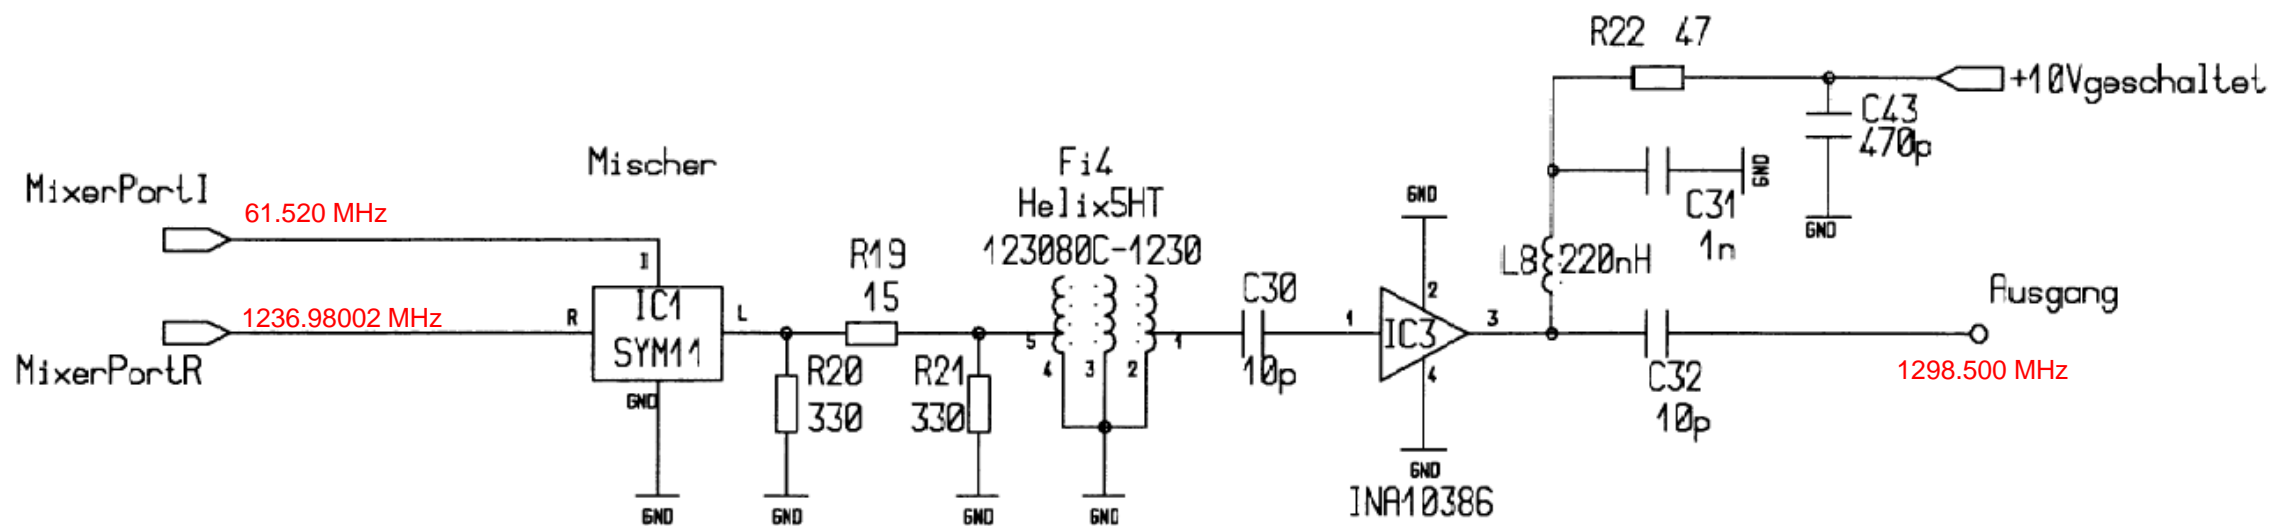 R22 47
+10Vgeschaltet
C43
470p
Mischer
Fi4
Helix5HT
123080C-1230
MixerPortI
61.520 MHz
GND
C31
1n
GND
GND
I
R19
15
C30
L8 220nH
Ausgang
1236.98002 MHz
R
IC1
SYM11
L
2
1
IC3
3
MixerPortR
5
4
3
2
1
10p
4
C32
10p
1298.500 MHz
GND
R20
330
R21
330
GND
GND
GND
GND
GND
INA10386